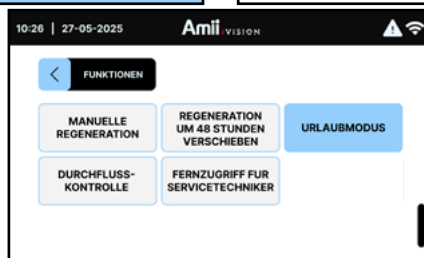 10:26 | 27-05-2025
Amii.VISION
FUNKTIONEN
MANUELLE
REGENERATION
REGENERATION
UM 48 STUNDEN
VERSCHIEBEN
URLAUBMODUS
DURCHFLUSS-
KONTROLLE
FERNZUGRIFF FUR
SERVICETECHNIKER